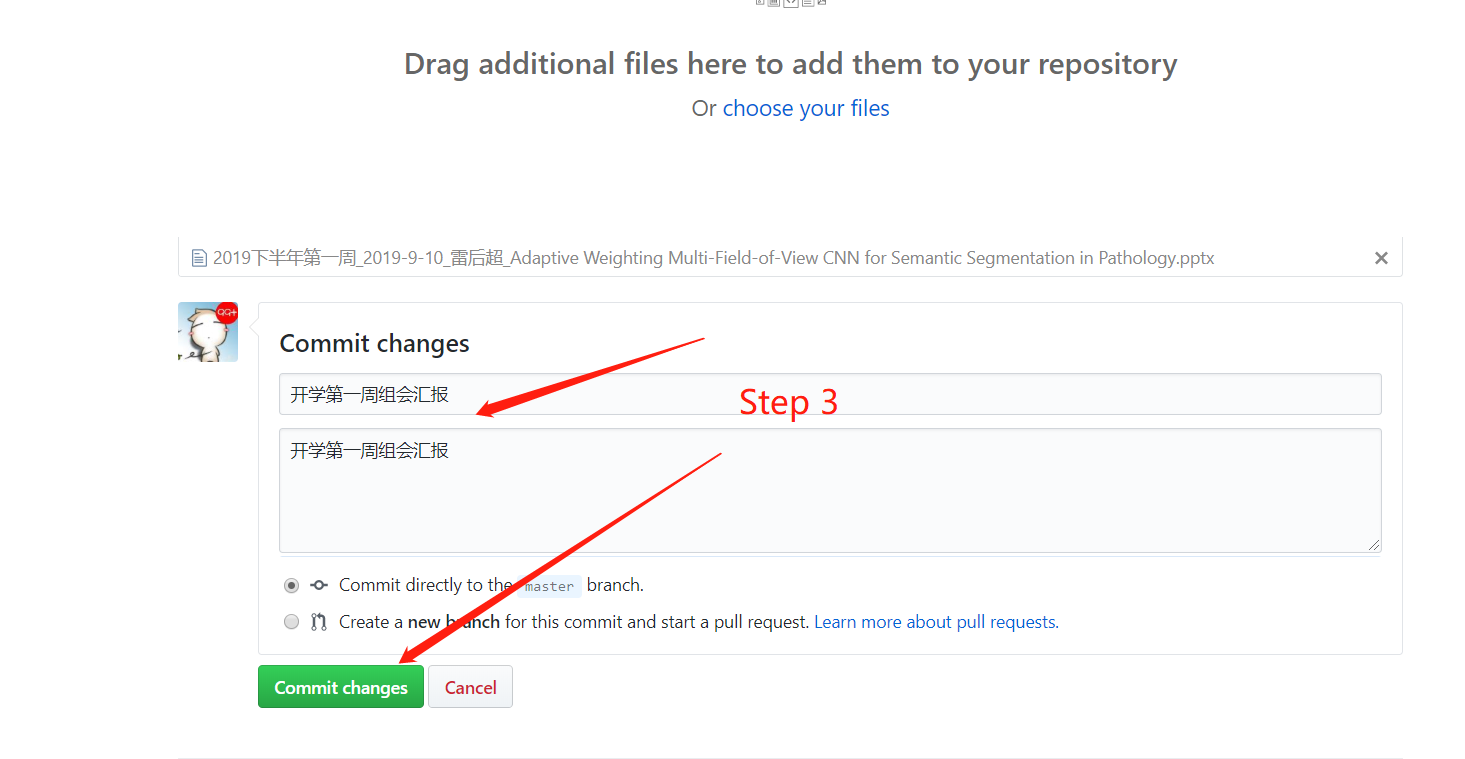 Drag additional files here to add them to your repository
Or choose your files
2019下半年第一周_2019-9-10_雷后超_Adaptive Weighting Multi-Field-of-View CNN for Semantic Segmentation in Pathology.pptx
99+
Commit changes
开学第一周组会汇报
Step 3
开学第一周组会汇报
Commit directly to the master branch.
Create a new branch for this commit and start a pull request. Learn more about pull requests.
Commit changes
Cancel